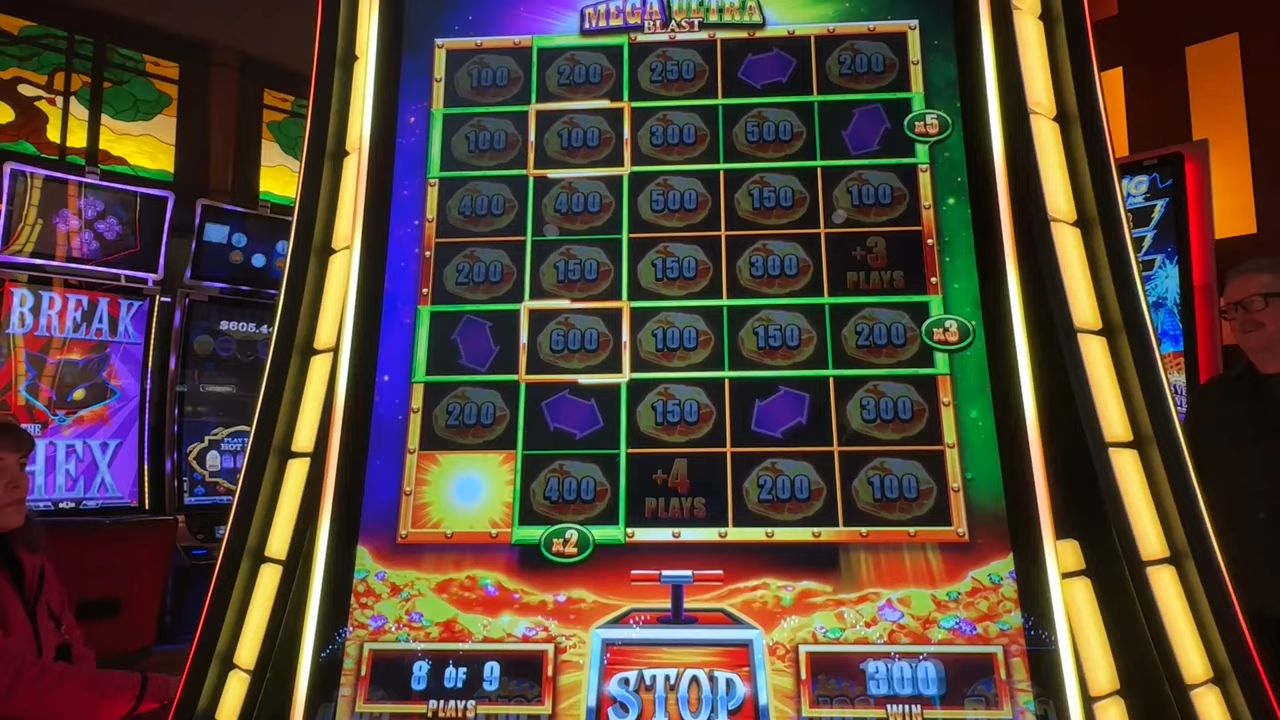 MEGA ULTRA
BLAST
100 200 250 200
100 100 300 500 x5
400 400 500 150 100
200 150 150 300 +3 PLAYS
600 100 150 200 x3
200 150 300
400 +4 PLAYS 200 100
x2
8 OF 9
PLAYS
STOP
300
WIN
BREAK
THE
HEX